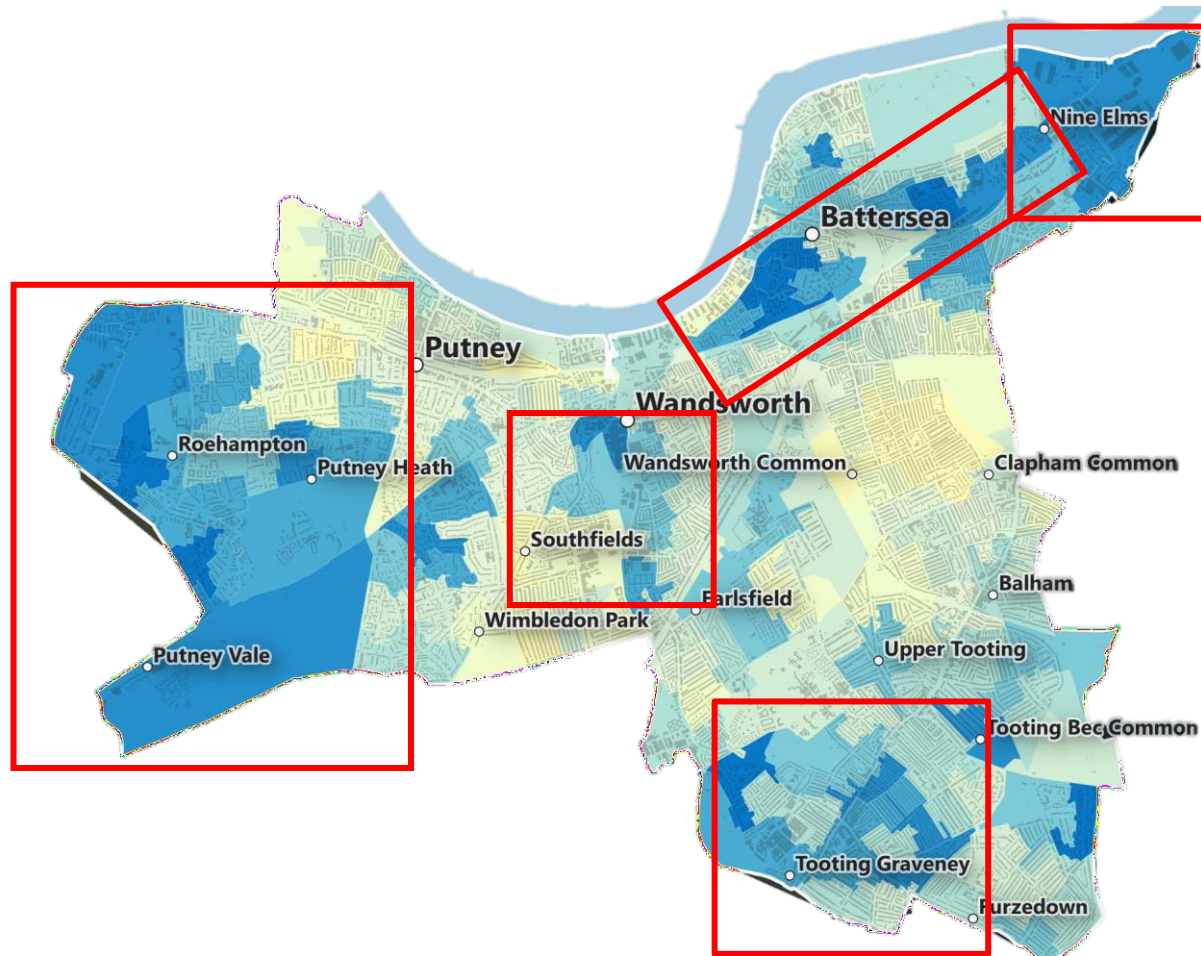 Nine Elms
Battersea
Putney
Wandsworth
Roehampton
Putney Heath
Wandsworth Common
Clapham Common
Southfields
Balham
Earlsfield
Wimbledon Park
Upper Tooting
Putney Vale
Tooting Bec Common
Tooting Graveney
Furzedown